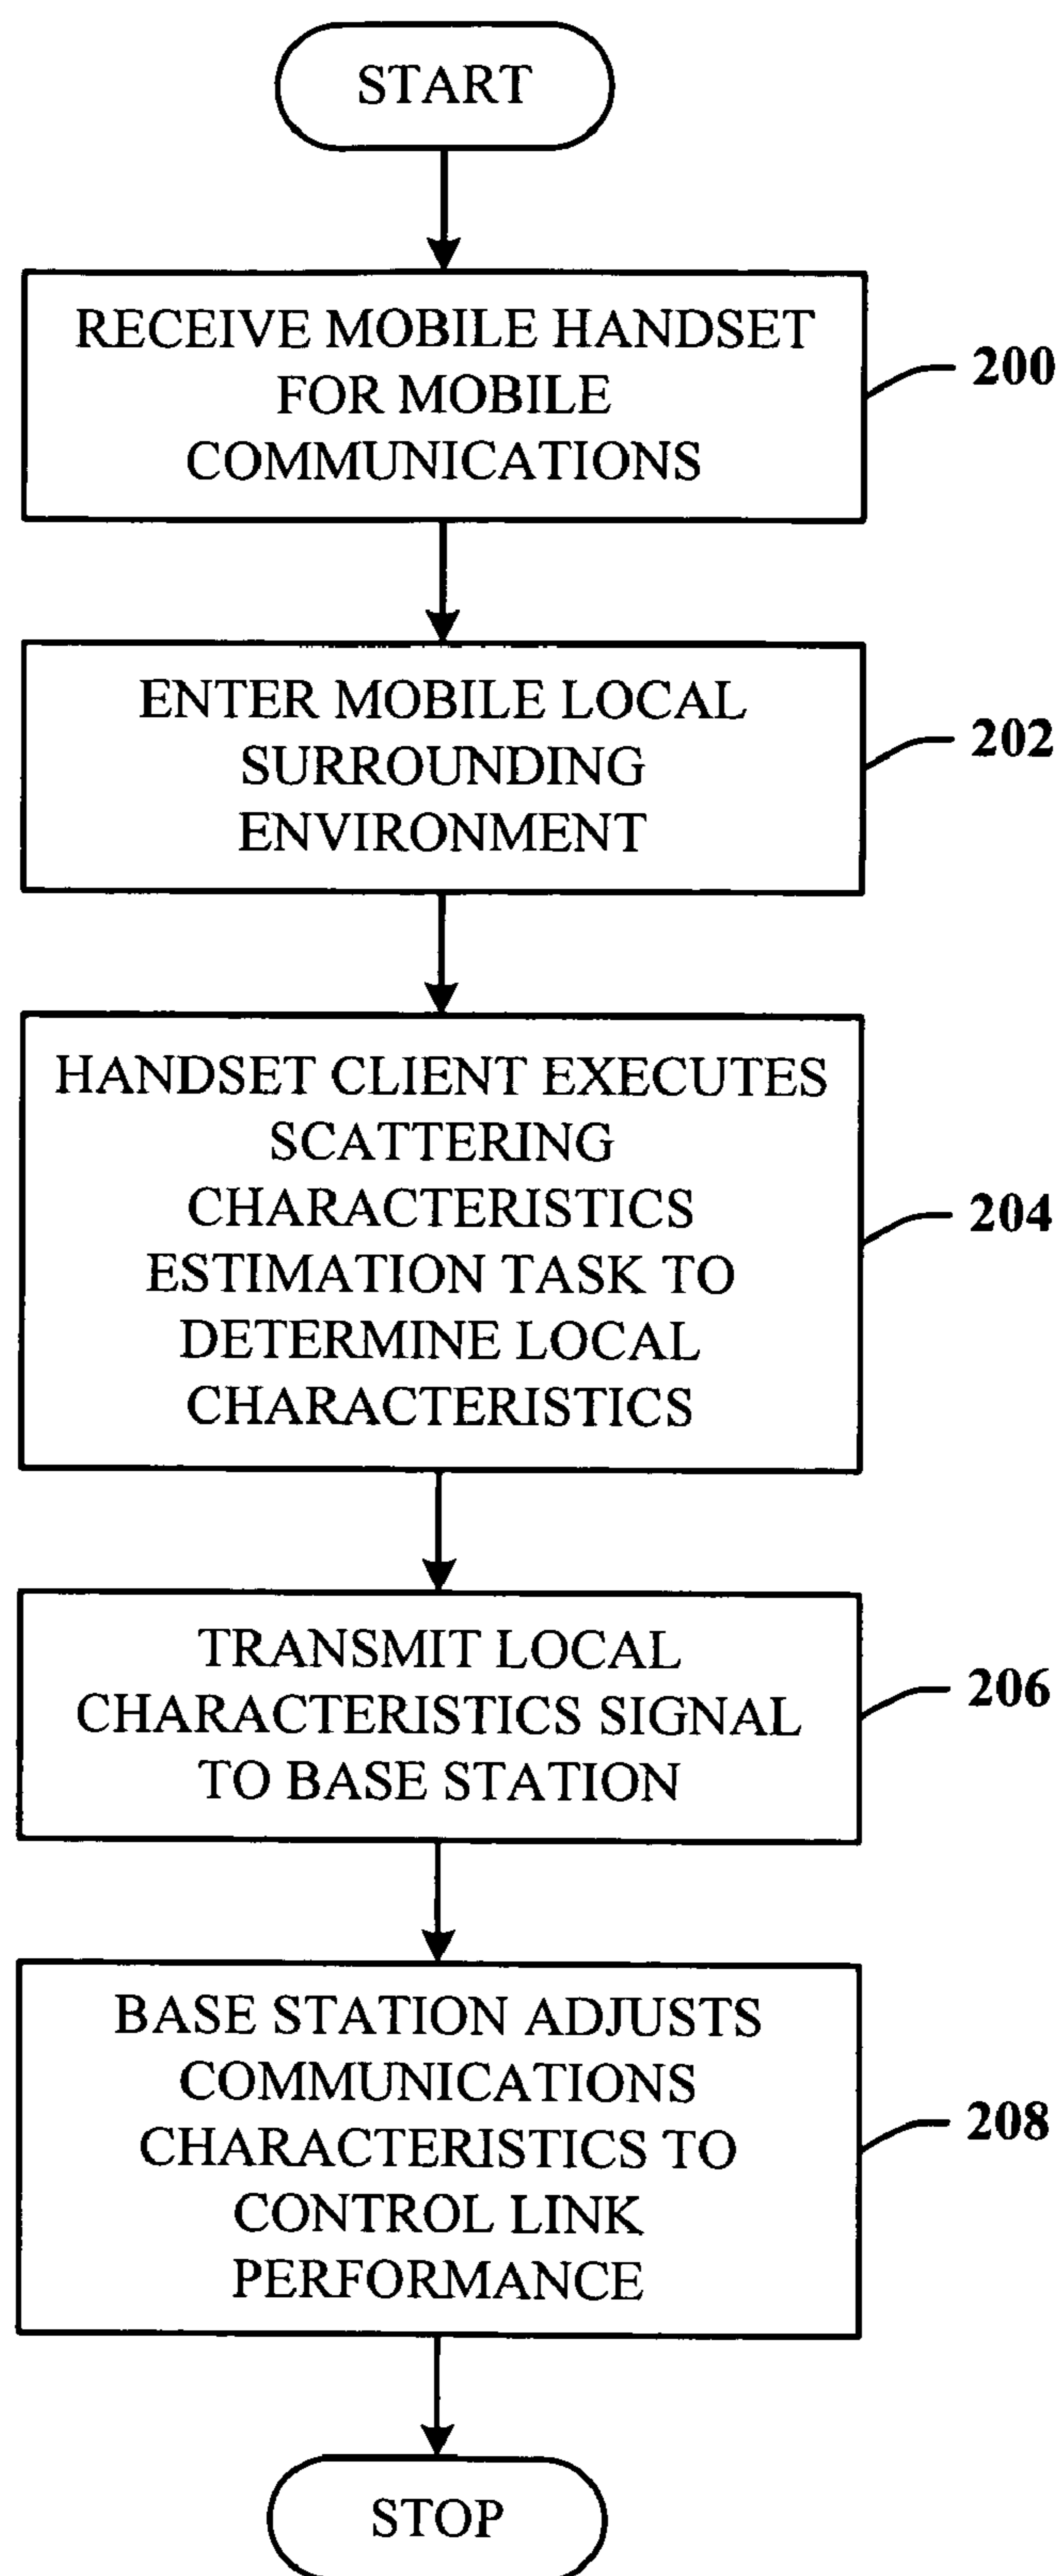 START
RECEIVE MOBILE HANDSET
FOR MOBILE
COMMUNICATIONS
200
ENTER MOBILE LOCAL
SURROUNDING
ENVIRONMENT
202
HANDSET CLIENT EXECUTES
SCATTERING
CHARACTERISTICS
ESTIMATION TASK TO
DETERMINE LOCAL
CHARACTERISTICS
204
TRANSMIT LOCAL
CHARACTERISTICS SIGNAL
TO BASE STATION
206
BASE STATION ADJUSTS
COMMUNICATIONS
CHARACTERISTICS TO
CONTROL LINK
PERFORMANCE
208
STOP